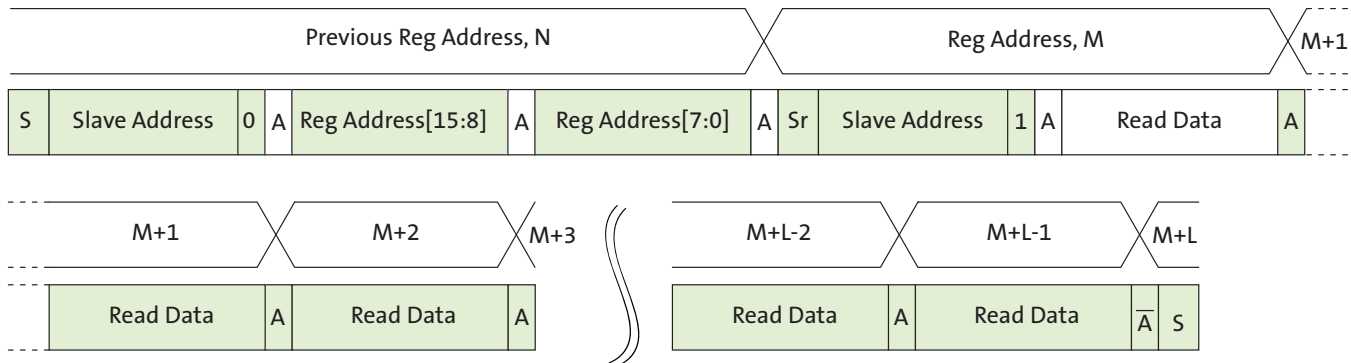 Previous Reg Address, N Reg Address, M M+1
S Slave Address 0 A Reg Address[15:8] A Reg Address[7:0] A Sr Slave Address 1 A Read Data A
M+1 M+2 M+3 M+L-2 M+L-1 M+L
Read Data A Read Data A Read Data A Read Data A̅ S